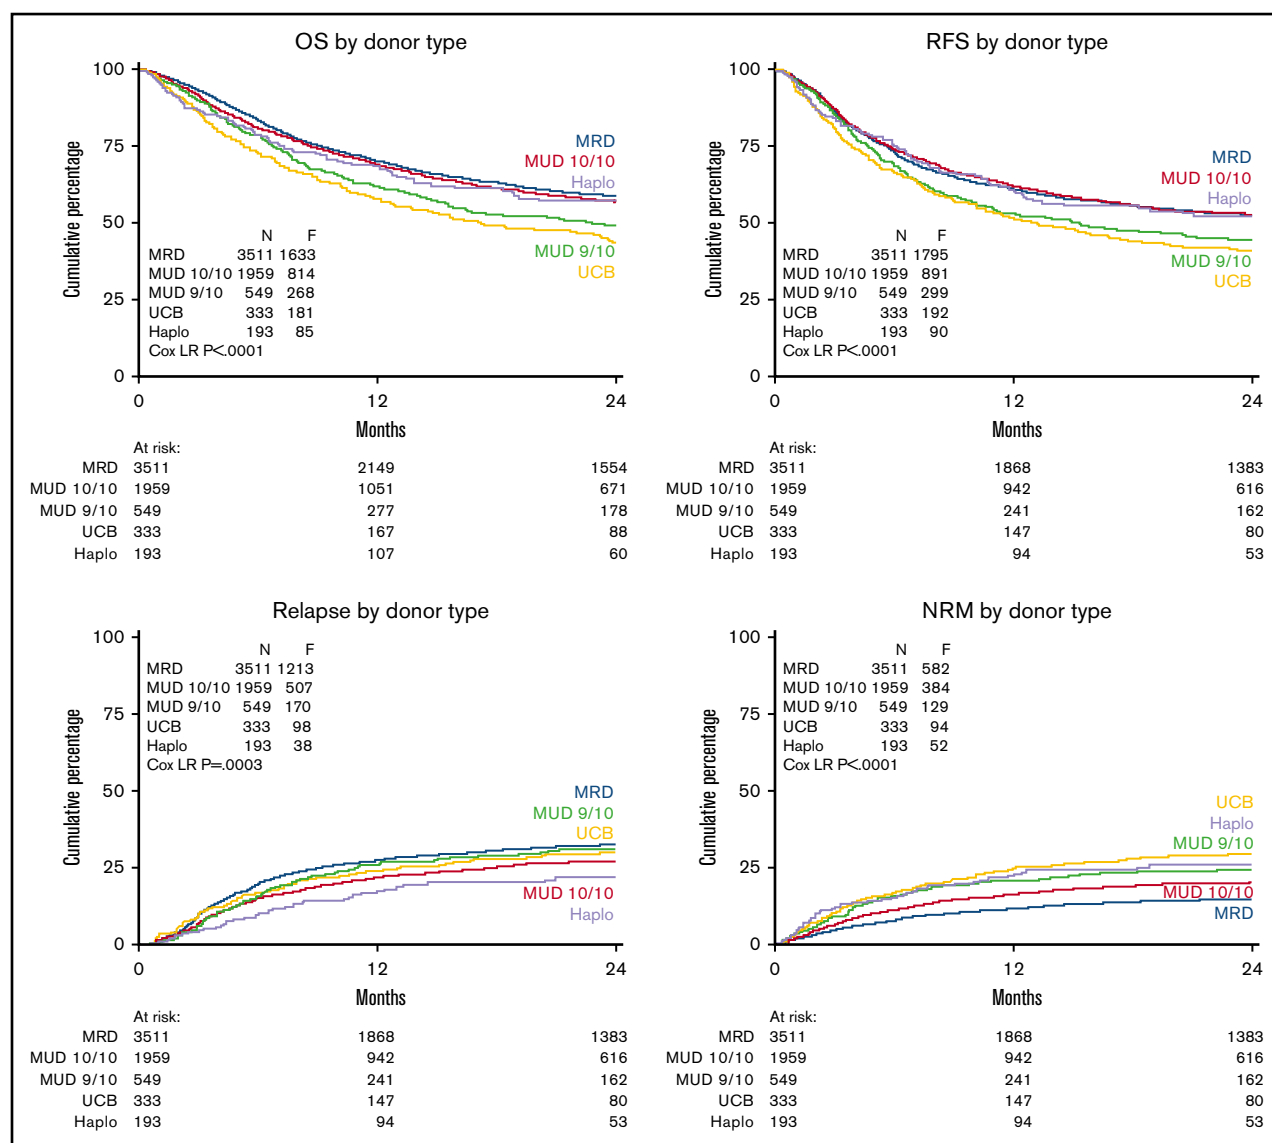 OS by donor type
100
75
50
25
0
Cumulative percentage
MRD
MUD 10/10
Haplo
MUD 9/10
UCB
N F
MRD 3511 1633
MUD 10/10 1959 814
MUD 9/10 549 268
UCB 333 181
Haplo 193 85
Cox LR P<.0001
0 12 24
Months
At risk:
MRD 3511 2149 1554
MUD 10/10 1959 1051 671
MUD 9/10 549 277 178
UCB 333 167 88
Haplo 193 107 60
RFS by donor type
100
75
50
25
0
Cumulative percentage
MRD
MUD 10/10
Haplo
MUD 9/10
UCB
N F
MRD 3511 1795
MUD 10/10 1959 891
MUD 9/10 549 299
UCB 333 192
Haplo 193 90
Cox LR P<.0001
0 12 24
Months
At risk:
MRD 3511 1868 1383
MUD 10/10 1959 942 616
MUD 9/10 549 241 162
UCB 333 147 80
Haplo 193 94 53
Relapse by donor type
100
75
50
25
0
Cumulative percentage
N F
MRD 3511 1213
MUD 10/10 1959 507
MUD 9/10 549 170
UCB 333 98
Haplo 193 38
Cox LR P=.0003
MRD
MUD 9/10
UCB
MUD 10/10
Haplo
0 12 24
Months
At risk:
MRD 3511 1868 1383
MUD 10/10 1959 942 616
MUD 9/10 549 241 162
UCB 333 147 80
Haplo 193 94 53
NRM by donor type
100
75
50
25
0
Cumulative percentage
N F
MRD 3511 582
MUD 10/10 1959 384
MUD 9/10 549 129
UCB 333 94
Haplo 193 52
Cox LR P<.0001
UCB
Haplo
MUD 9/10
MUD 10/10
MRD
0 12 24
Months
At risk:
MRD 3511 1868 1383
MUD 10/10 1959 942 616
MUD 9/10 549 241 162
UCB 333 147 80
Haplo 193 94 53